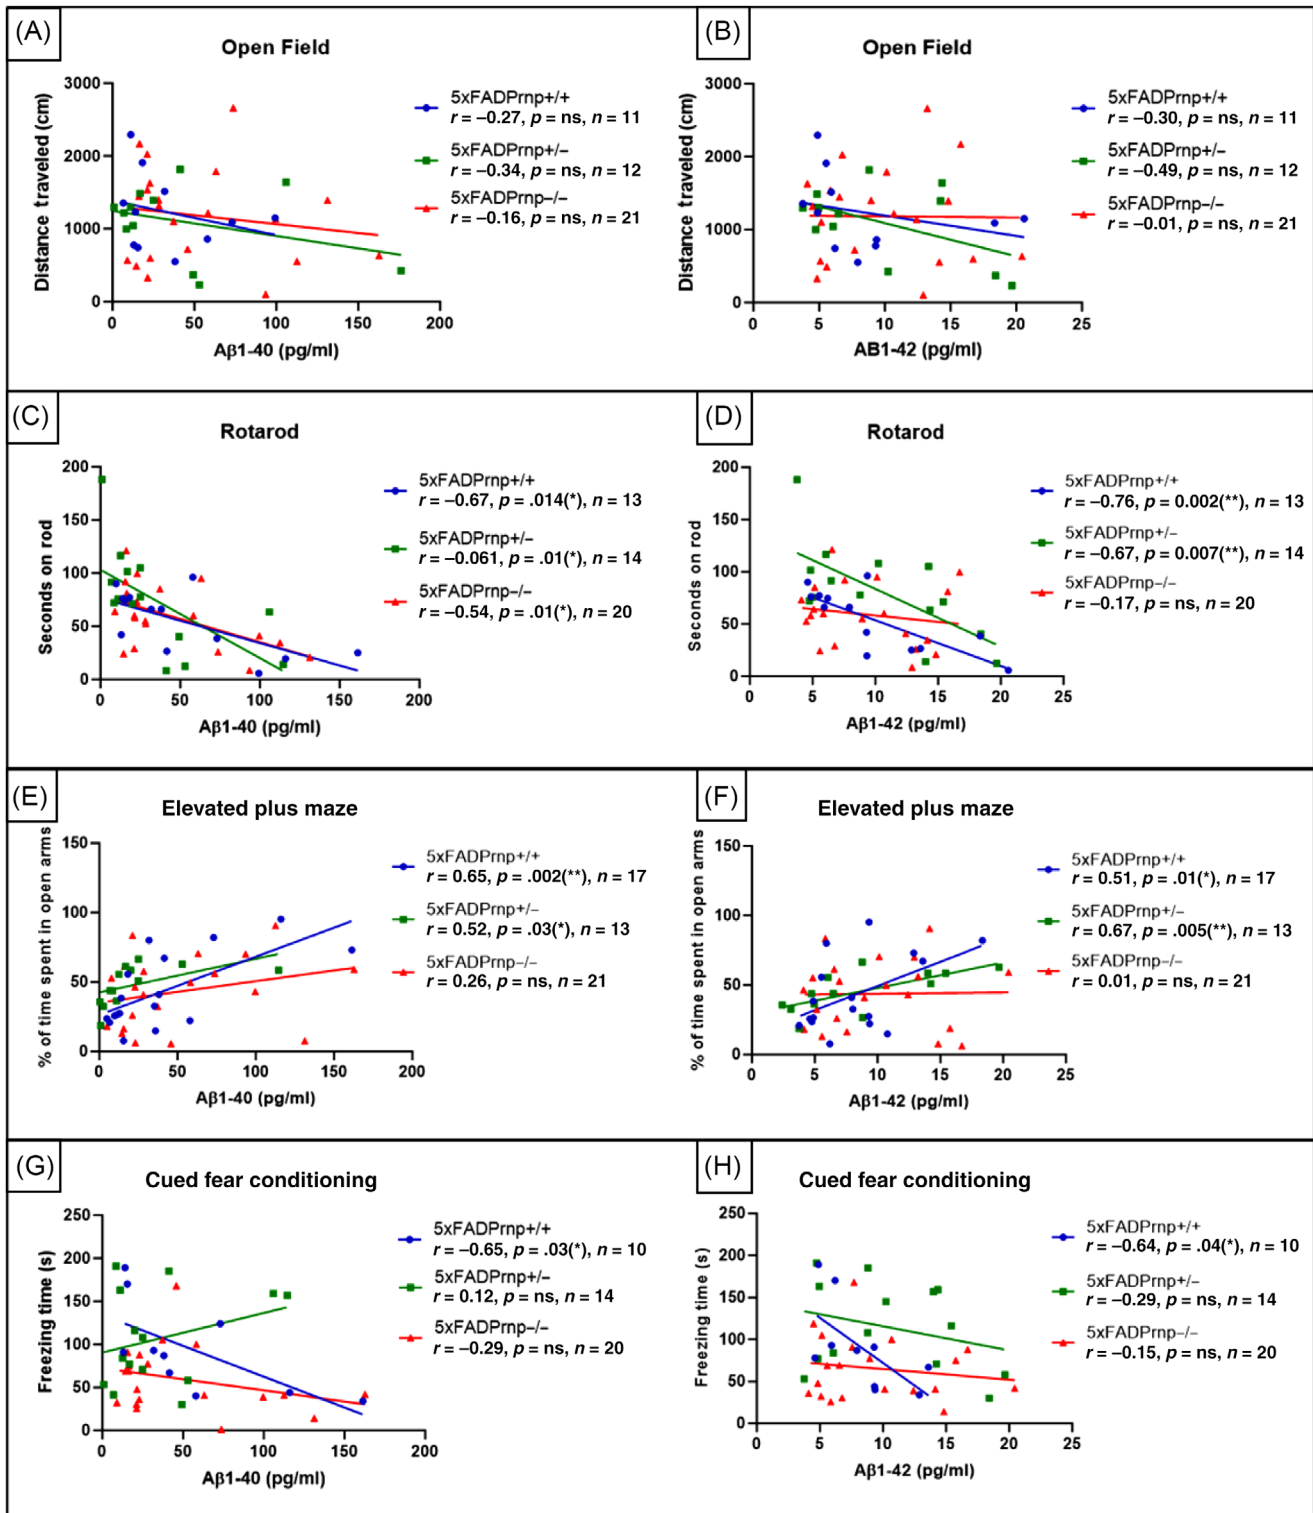 (A)
Open Field
Distance traveled (cm)
3000
2000
1000
0
0 50 100 150 200
Aβ1-40 (pg/ml)
5xFADPrnp+/+
r = –0.27, p = ns, n = 11
5xFADPrnp+/–
r = –0.34, p = ns, n = 12
5xFADPrnp–/–
r = –0.16, p = ns, n = 21
(B)
Open Field
Distance traveled (cm)
3000
2000
1000
0
0 5 10 15 20 25
AB1-42 (pg/ml)
5xFADPrnp+/+
r = –0.30, p = ns, n = 11
5xFADPrnp+/–
r = –0.49, p = ns, n = 12
5xFADPrnp–/–
r = –0.01, p = ns, n = 21
(C)
Rotarod
Seconds on rod
200
150
100
50
0
0 50 100 150 200
Aβ1-40 (pg/ml)
5xFADPrnp+/+
r = –0.67, p = .014(*), n = 13
5xFADPrnp+/–
r = –0.061, p = .01(*), n = 14
5xFADPrnp–/–
r = –0.54, p = .01(*), n = 20
(D)
Rotarod
Seconds on rod
200
150
100
50
0
0 5 10 15 20 25
Aβ1-42 (pg/ml)
5xFADPrnp+/+
r = –0.76, p = 0.002(**), n = 13
5xFADPrnp+/–
r = –0.67, p = 0.007(**), n = 14
5xFADPrnp–/–
r = –0.17, p = ns, n = 20
(E)
Elevated plus maze
% of time spent in open arms
150
100
50
0
0 50 100 150 200
Aβ1-40 (pg/ml)
5xFADPrnp+/+
r = 0.65, p = .002(**), n = 17
5xFADPrnp+/–
r = 0.52, p = .03(*), n = 13
5xFADPrnp–/–
r = 0.26, p = ns, n = 21
(F)
Elevated plus maze
% of time spent in open arms
150
100
50
0
0 5 10 15 20 25
Aβ1-42 (pg/ml)
5xFADPrnp+/+
r = 0.51, p = .01(*), n = 17
5xFADPrnp+/–
r = 0.67, p = .005(**), n = 13
5xFADPrnp–/–
r = 0.01, p = ns, n = 21
(G)
Cued fear conditioning
Freezing time (s)
250
200
150
100
50
0
0 50 100 150 200
Aβ1-40 (pg/ml)
5xFADPrnp+/+
r = –0.65, p = .03(*), n = 10
5xFADPrnp+/–
r = 0.12, p = ns, n = 14
5xFADPrnp–/–
r = –0.29, p = ns, n = 20
(H)
Cued fear conditioning
Freezing time (s)
250
200
150
100
50
0
0 5 10 15 20 25
Aβ1-42 (pg/ml)
5xFADPrnp+/+
r = –0.64, p = .04(*), n = 10
5xFADPrnp+/–
r = –0.29, p = ns, n = 14
5xFADPrnp–/–
r = –0.15, p = ns, n = 20